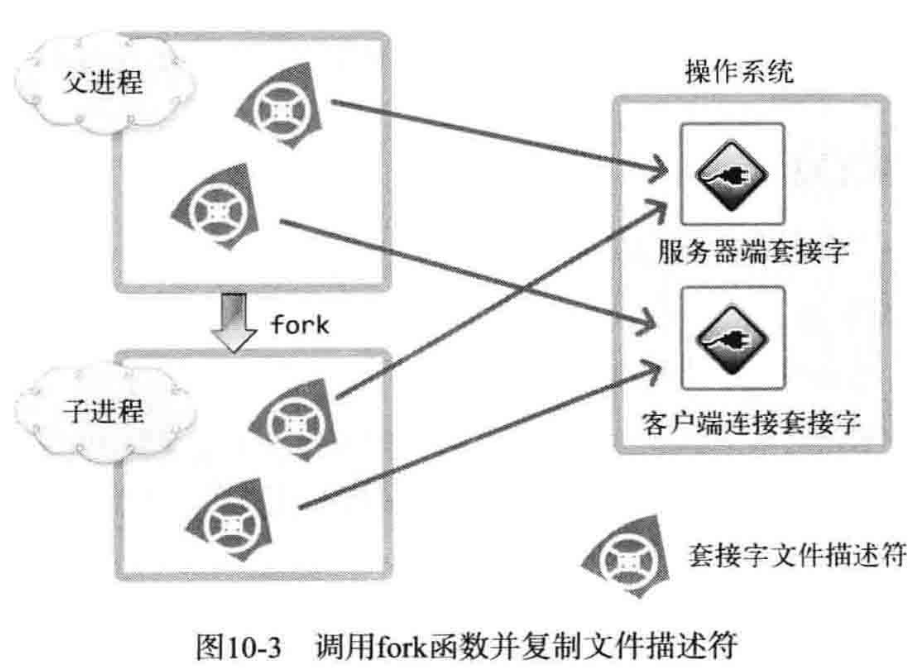 父进程
操作系统
服务器端套接字
fork
子进程
客户端连接套接字
套接字文件描述符
图10-3 调用fork函数并复制文件描述符